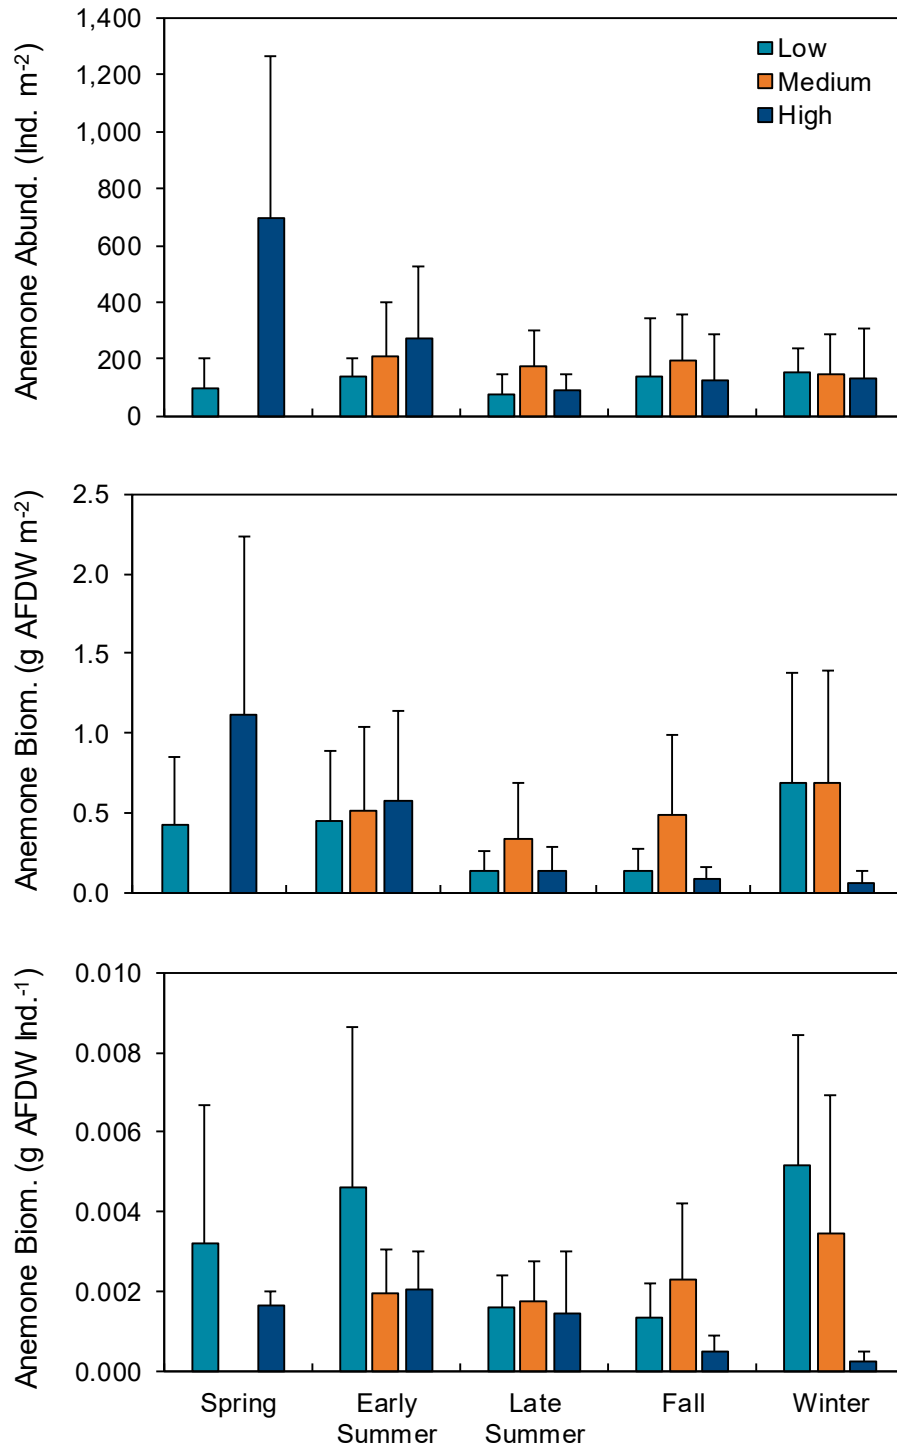 Anemone Abund. (Ind. m-2)
1,400
1,200
1,000
800
600
400
200
0
Low
Medium
High
Anemone Biom. (g AFDW m-2)
2.5
2.0
1.5
1.0
0.5
0.0
Anemone Biom. (g AFDW Ind.-1)
0.010
0.008
0.006
0.004
0.002
0.000
Spring
Early
Summer
Late
Summer
Fall
Winter